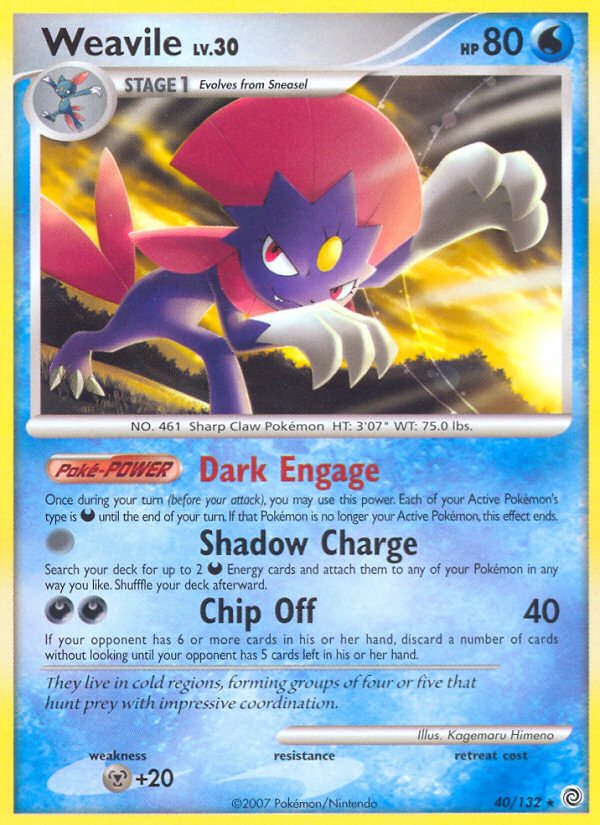 Weavile LV.30 HP 80
STAGE 1 Evolves from Sneasel
NO. 461 Sharp Claw Pokémon HT: 3'07" WT: 75.0 lbs.
Poké-POWER Dark Engage
Once during your turn (before your attack), you may use this power. Each of your Active Pokémon's
type is until the end of your turn. If that Pokémon is no longer your Active Pokémon, this effect ends.
Shadow Charge
Search your deck for up to 2 Energy cards and attach them to any of your Pokémon in any
way you like. Shufffle your deck afterward.
Chip Off 40
If your opponent has 6 or more cards in his or her hand, discard a number of cards
without looking until your opponent has 5 cards left in his or her hand.
They live in cold regions, forming groups of four or five that
hunt prey with impressive coordination.
Illus. Kagemaru Himeno
weakness resistance retreat cost
+20
©2007 Pokémon/Nintendo 40/132 ★